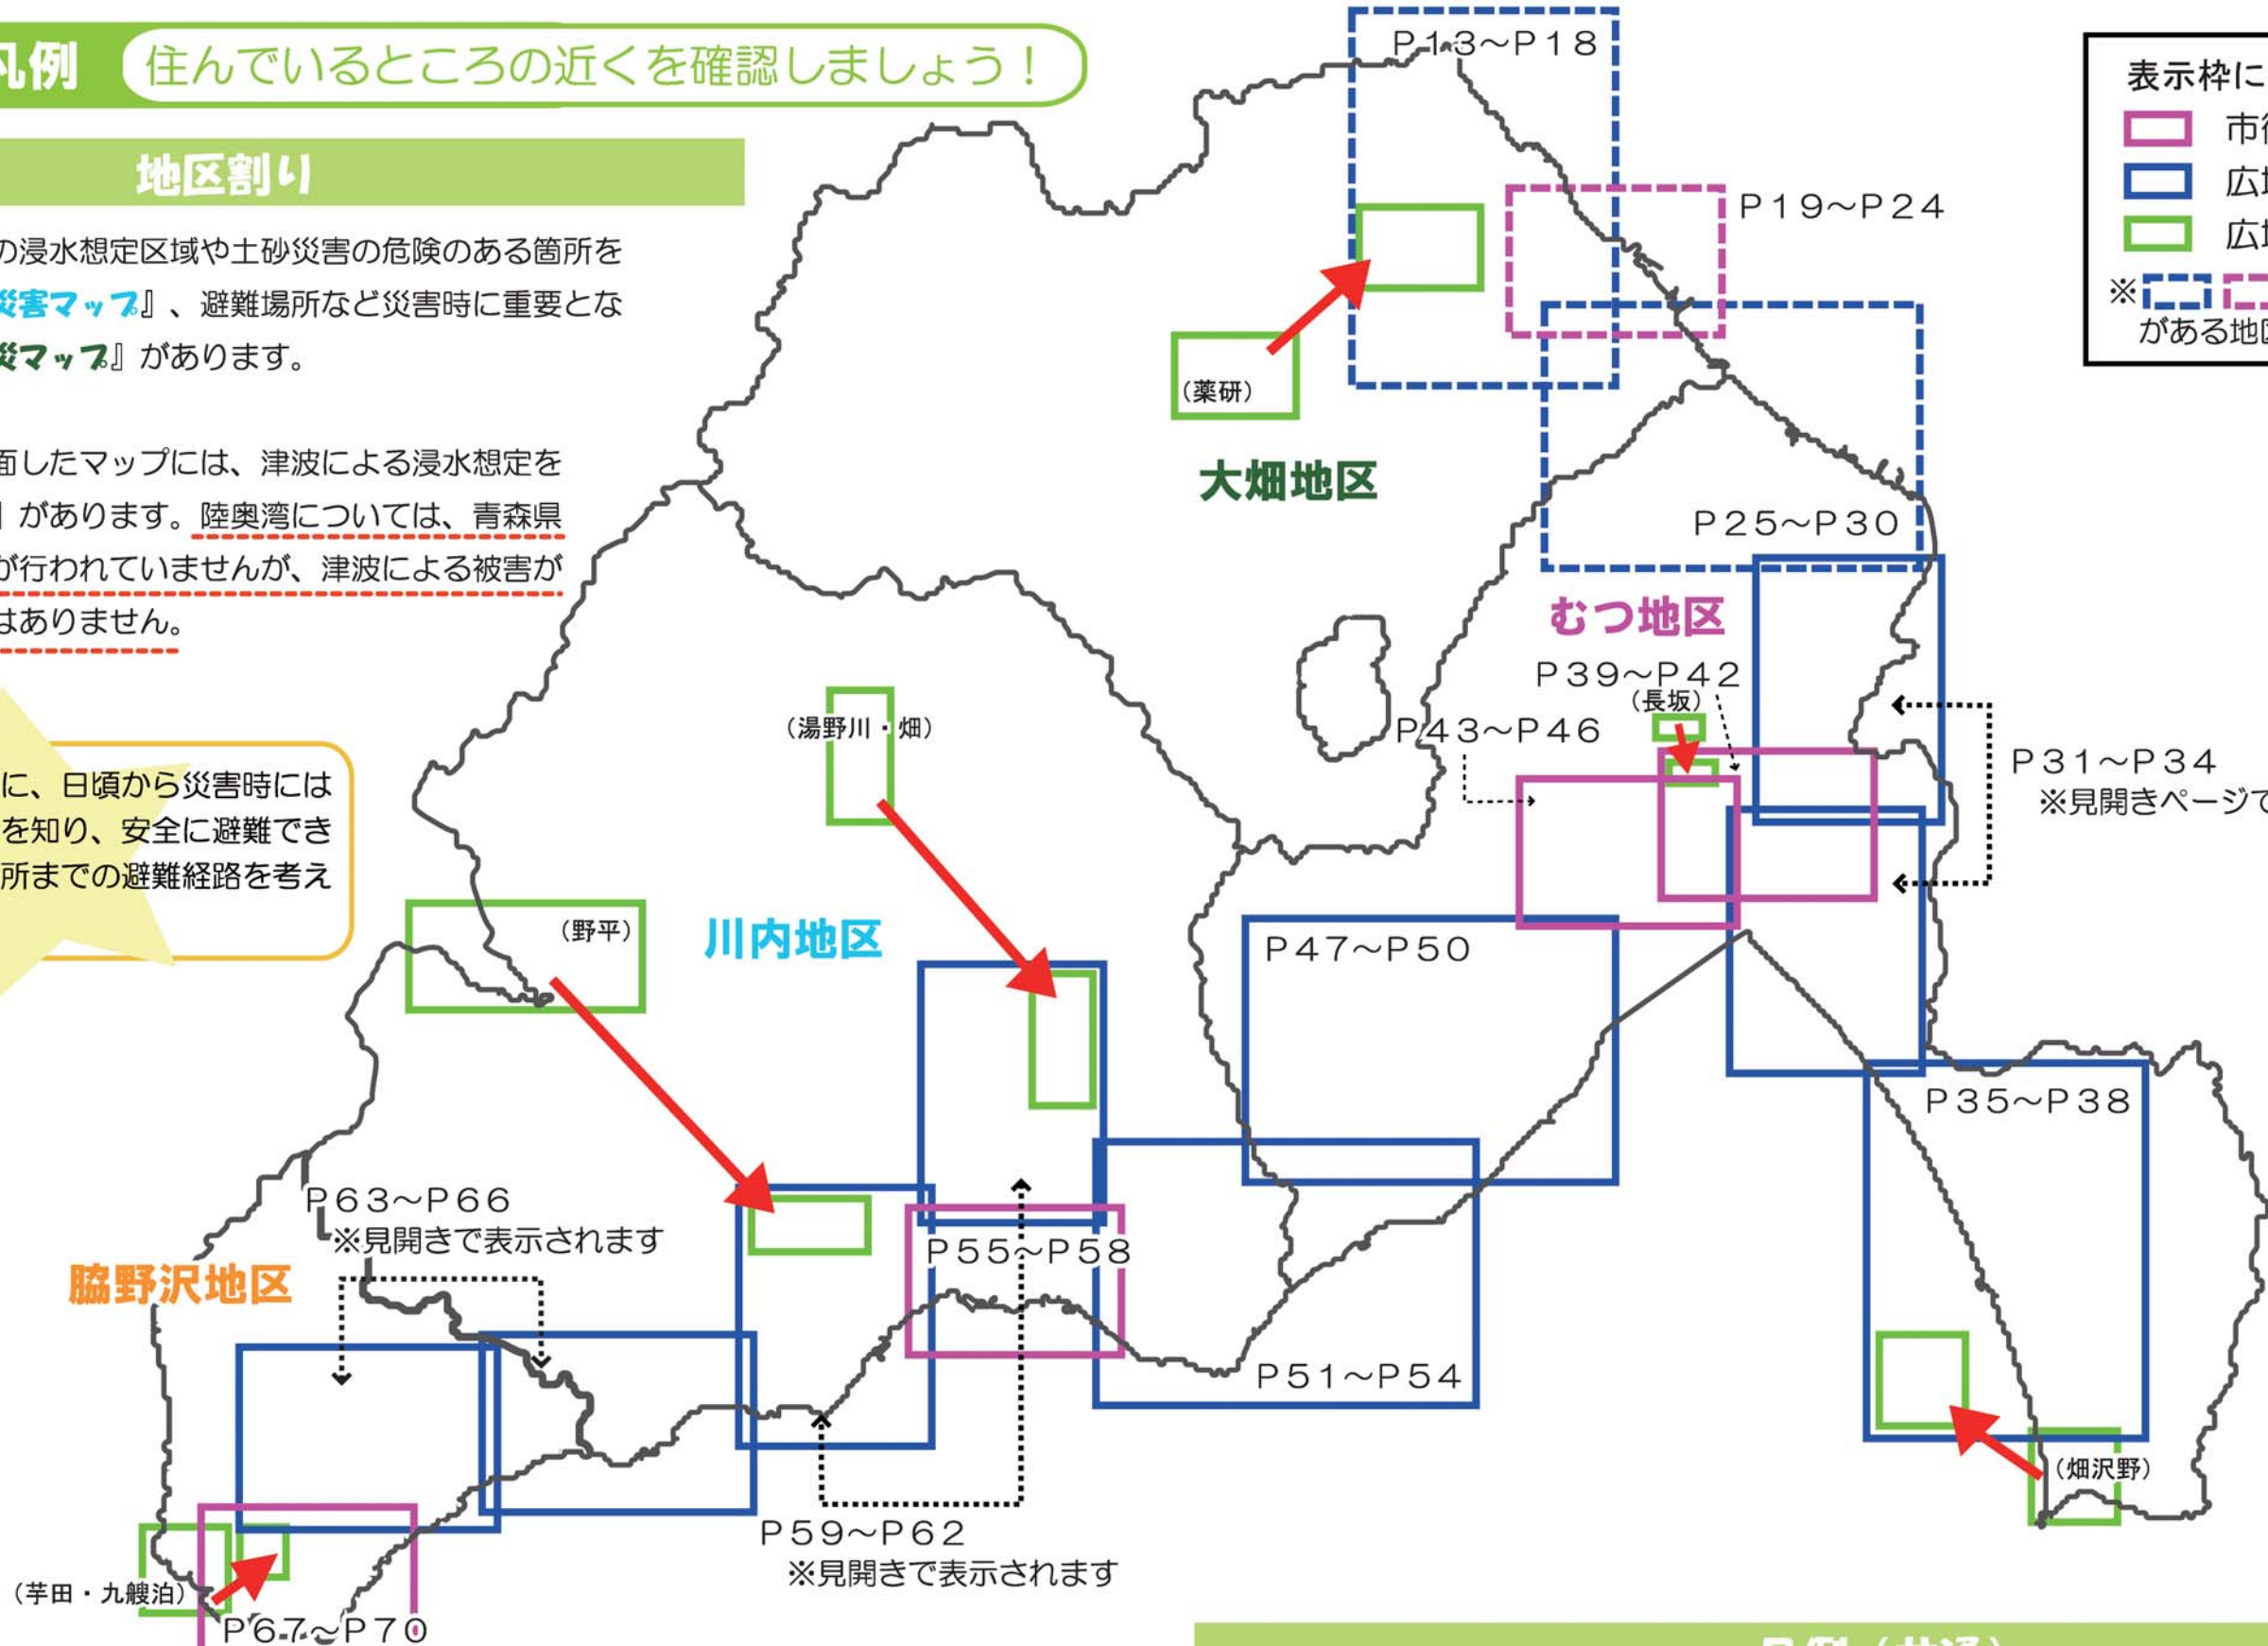 凡例 住んでいるところの近くを確認しましょう！
地区割り
の浸水想定区域や土砂災害の危険のある箇所を
災害マップ』、避難場所など災害時に重要とな
災マップ』があります。
面したマップには、津波による浸水想定を
』があります。陸奥湾については、青森県
が行われていませんが、津波による被害が
はありません。
に、日頃から災害時には
を知り、安全に避難でき
所までの避難経路を考え
表示枠に
市
広
広
※
がある地
P13～P18
P19～P24
（薬研）
大畑地区
P25～P30
むつ地区
P39～P42
（長坂）
P43～P46
P31～P34
※見開きページで
（湯野川・畑）
（野平）
川内地区
P47～P50
P35～P38
P63～P66
※見開きで表示されます
P55～P58
脇野沢地区
P51～P54
（畑沢野）
P59～P62
※見開きで表示されます
（芋田・九艘泊）
P67～P70
凡例（共通）